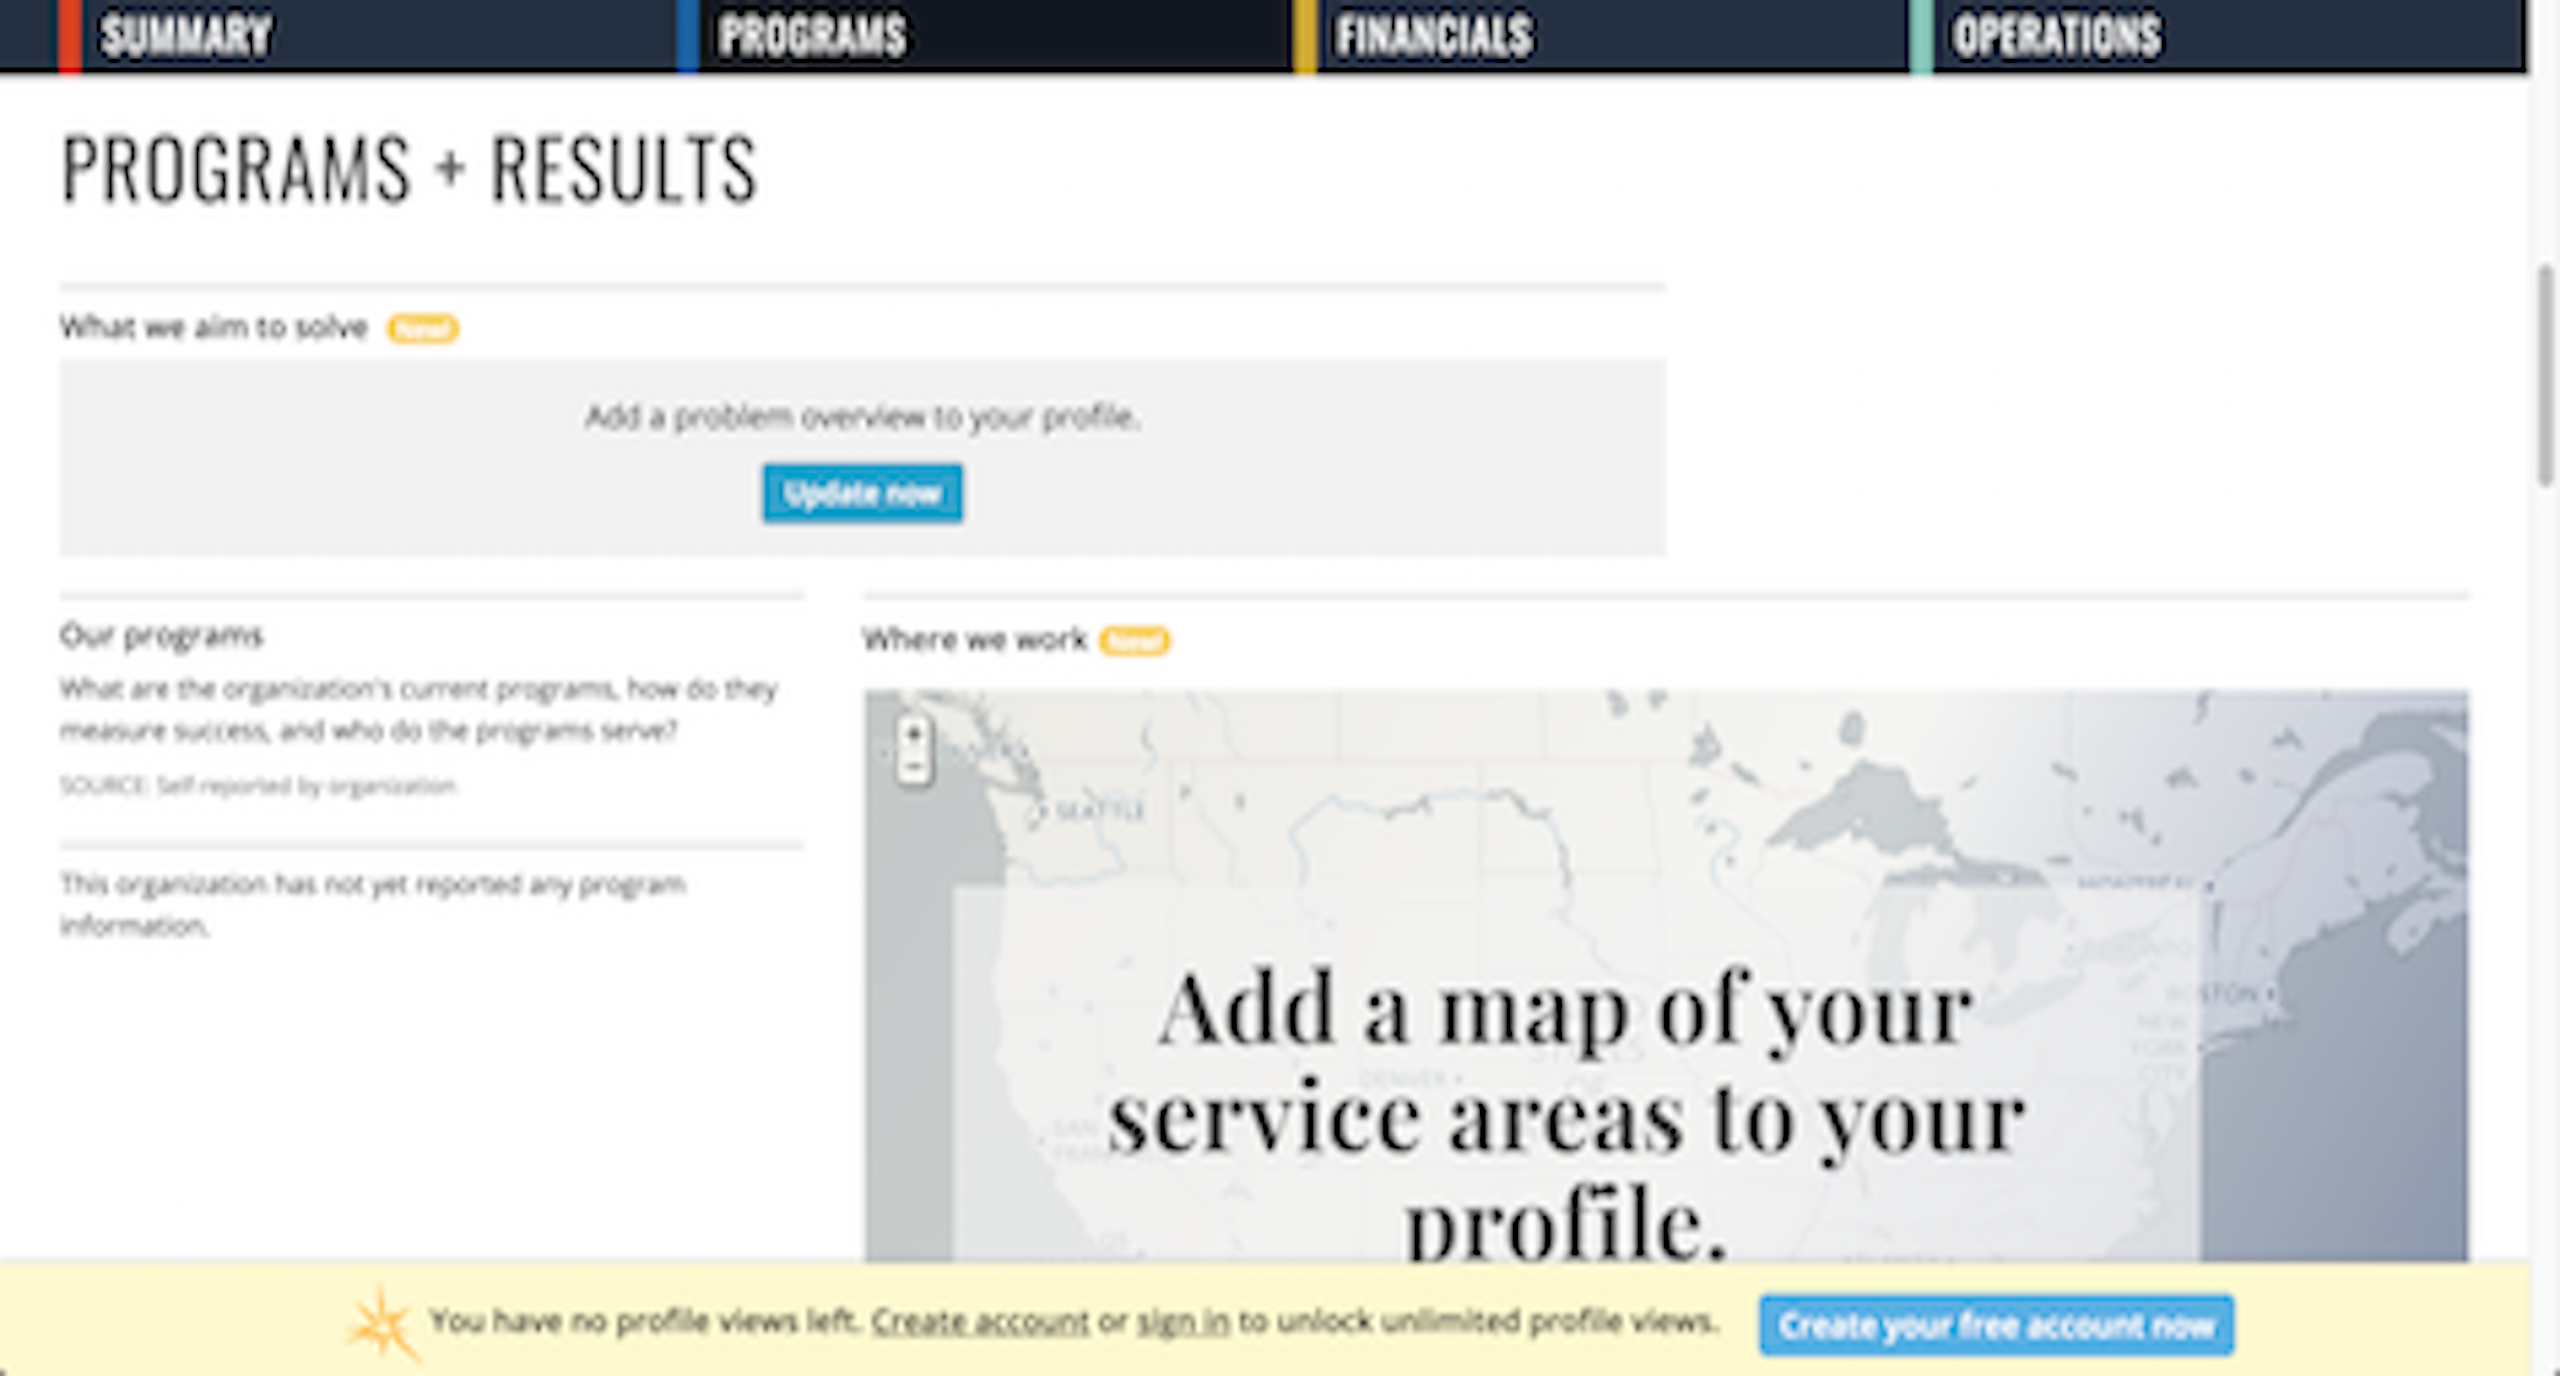 SUMMARY
PROGRAMS
FINANCIALS
OPERATIONS
PROGRAMS + RESULTS
What we aim to solve New!
Add a problem overview to your profile.
Update now
Our programs
What are the organization's current programs, how do they
measure success, and who do the programs serve?
SOURCE: Self-reported by organization
This organization has not yet reported any program
information.
Where we work New!
+
−
SEATTLE
TORONTO
BOSTON
NEW
YORK
CITY
DENVER
SAN
Add a map of your
service areas to your
profile.
You have no profile views left. Create account or sign in to unlock unlimited profile views.
Create your free account now